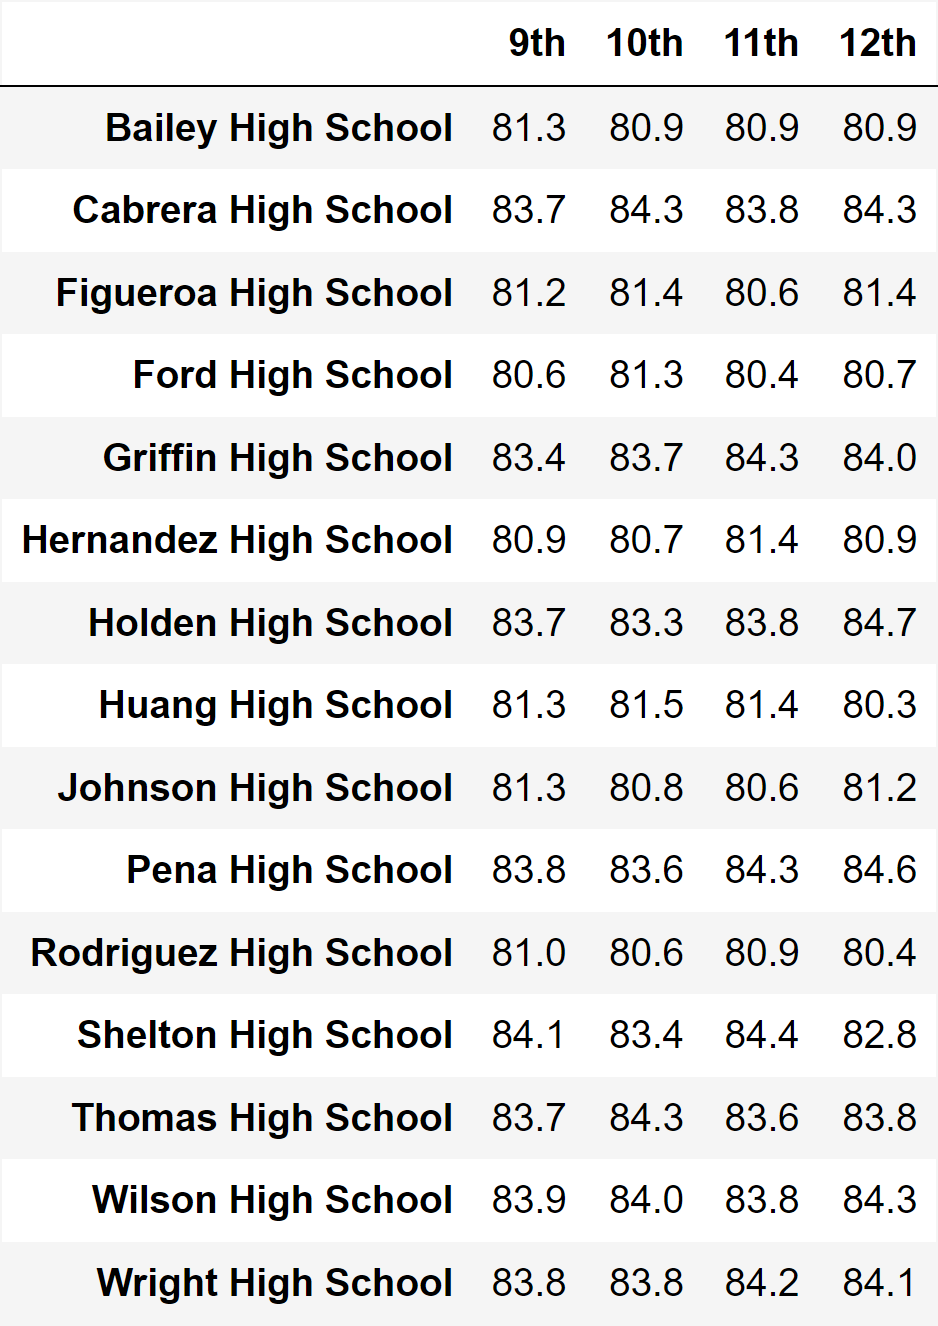 9th 10th 11th 12th
Bailey High School 81.3 80.9 80.9 80.9
Cabrera High School 83.7 84.3 83.8 84.3
Figueroa High School 81.2 81.4 80.6 81.4
Ford High School 80.6 81.3 80.4 80.7
Griffin High School 83.4 83.7 84.3 84.0
Hernandez High School 80.9 80.7 81.4 80.9
Holden High School 83.7 83.3 83.8 84.7
Huang High School 81.3 81.5 81.4 80.3
Johnson High School 81.3 80.8 80.6 81.2
Pena High School 83.8 83.6 84.3 84.6
Rodriguez High School 81.0 80.6 80.9 80.4
Shelton High School 84.1 83.4 84.4 82.8
Thomas High School 83.7 84.3 83.6 83.8
Wilson High School 83.9 84.0 83.8 84.3
Wright High School 83.8 83.8 84.2 84.1